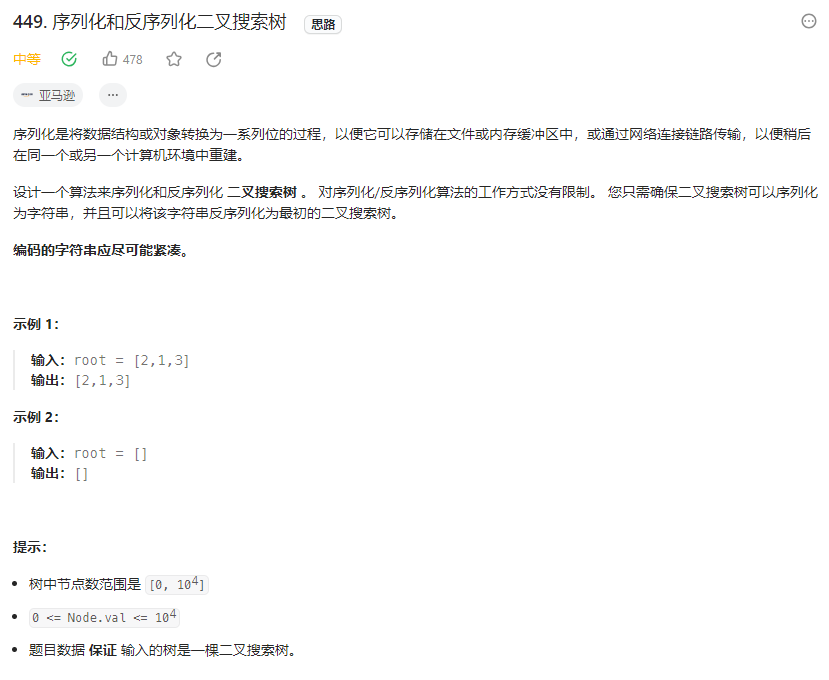 449. 序列化和反序列化二叉搜索树 思路
中等 478
亚马逊 ...
序列化是将数据结构或对象转换为一系列位的过程，以便它可以存储在文件或内存缓冲区中，或通过网络连接链路传输，以便稍后
在同一个或另一个计算机环境中重建。
设计一个算法来序列化和反序列化 二叉搜索树 。 对序列化/反序列化算法的工作方式没有限制。 您只需确保二叉搜索树可以序列化
为字符串，并且可以将该字符串反序列化为最初的二叉搜索树。
编码的字符串应尽可能紧凑。
示例 1：
输入：root = [2,1,3]
输出：[2,1,3]
示例 2：
输入：root = []
输出：[]
提示：
• 树中节点数范围是 [0, 10⁴]
• 0 <= Node.val <= 10⁴
• 题目数据 保证 输入的树是一棵二叉搜索树。